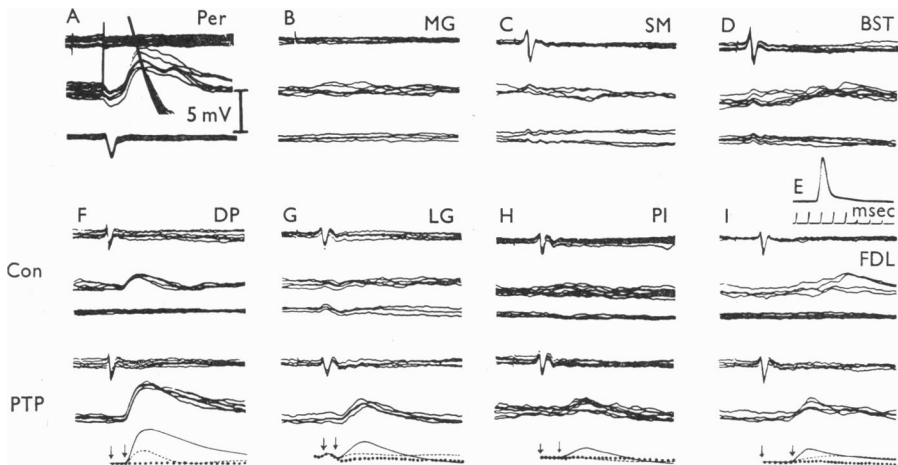 A Per
B MG
C SM
D BST
5 mV
E
msec
F DP
G LG
H PI
I
FDL
Con
PTP